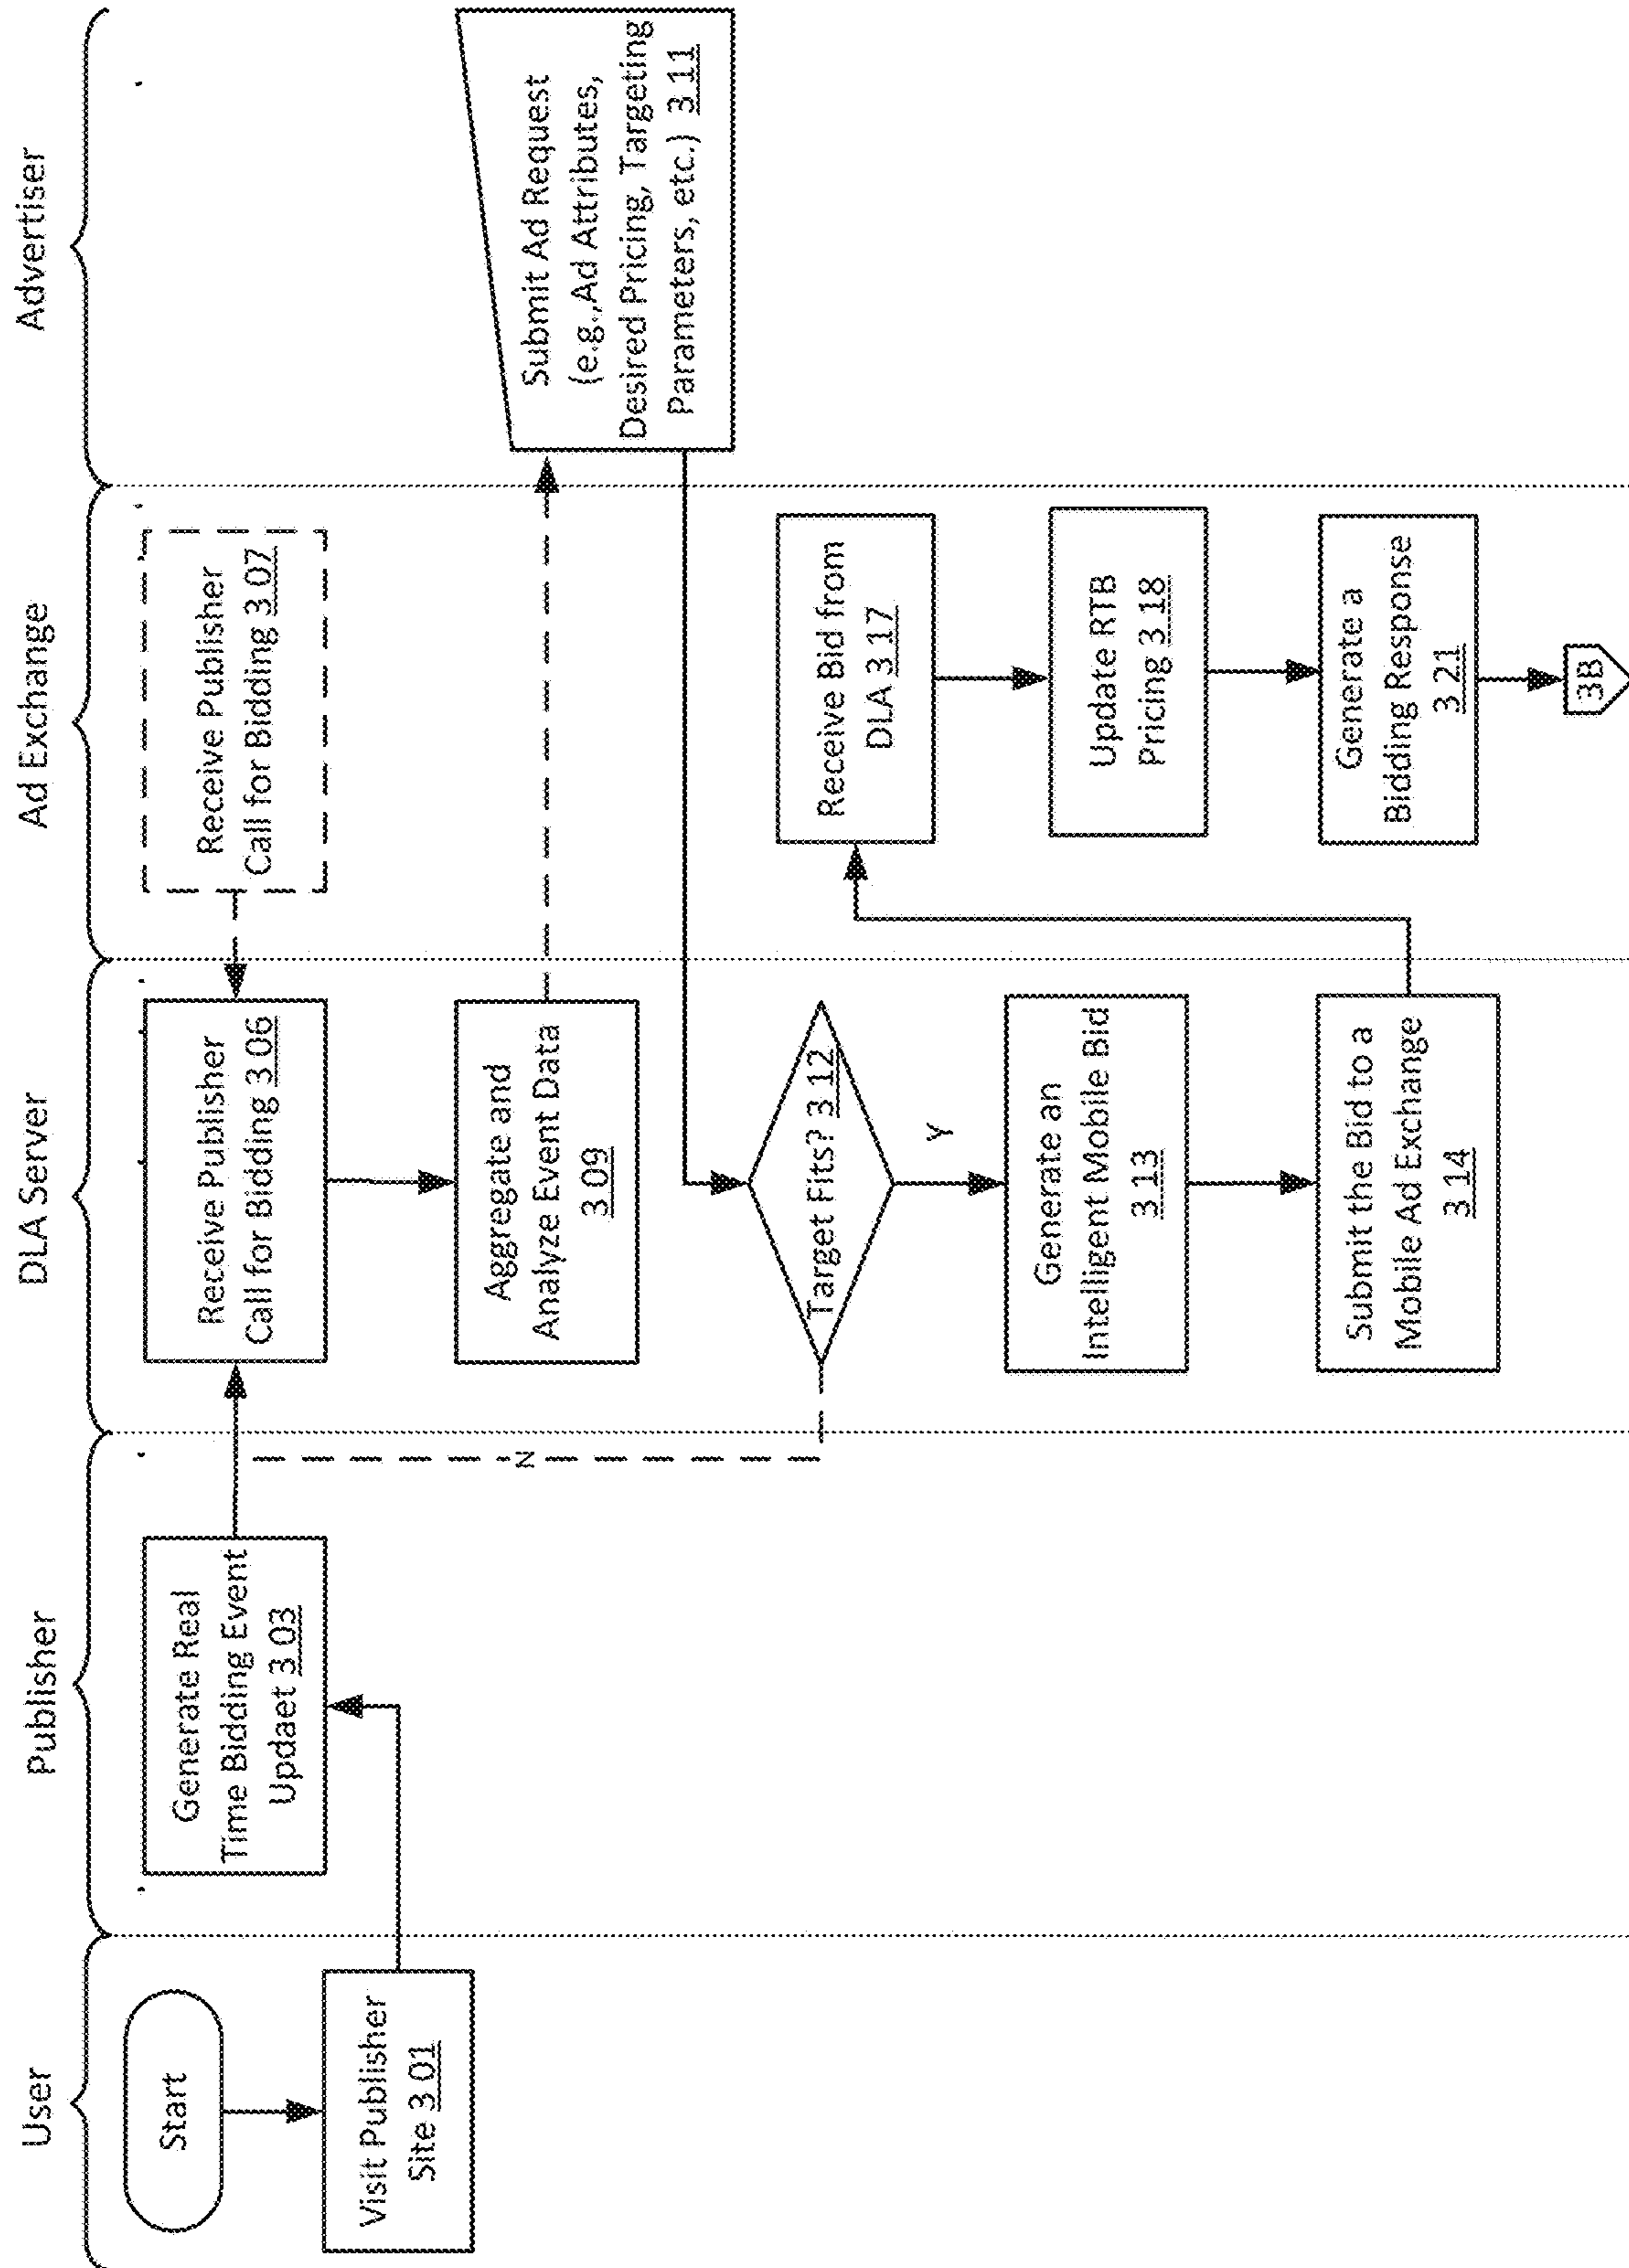 User
Publisher
DLA Server
Ad Exchange
Advertiser
Start
Visit Publisher
Site 3 01
Generate Real
Time Bidding Event
Updaet 3 03
Receive Publisher
Call for Bidding 3 06
Receive Publisher
Call for Bidding 3 07
Aggregate and
Analyze Event Data
3 09
Submit Ad Request
(e.g.,Ad Attributes,
Desired Pricing, Targeting
Parameters, etc.) 3 11
N
Target Fits? 3 12
Y
Generate an
Intelligent Mobile Bid
3 13
Submit the Bid to a
Mobile Ad Exchange
3 14
Receive Bid from
DLA 3 17
Update RTB
Pricing 3 18
Generate a
Bidding Response
3 21
3B